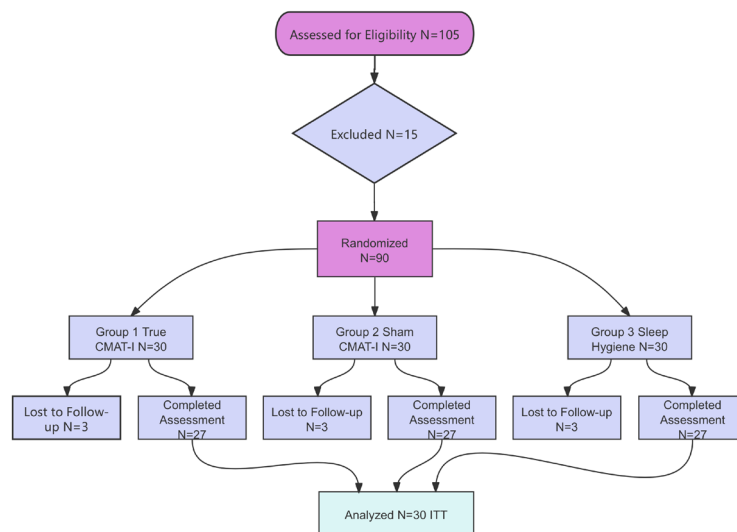 Assessed for Eligibility N=105
Excluded N=15
Randomized
N=90
Group 1 True
CMAT-I N=30
Group 2 Sham
CMAT-I N=30
Group 3 Sleep
Hygiene N=30
Lost to Follow-
up N=3
Completed
Assessment
N=27
Lost to Follow-up
N=3
Completed
Assessment
N=27
Lost to Follow-up
N=3
Completed
Assessment
N=27
Analyzed N=30 ITT